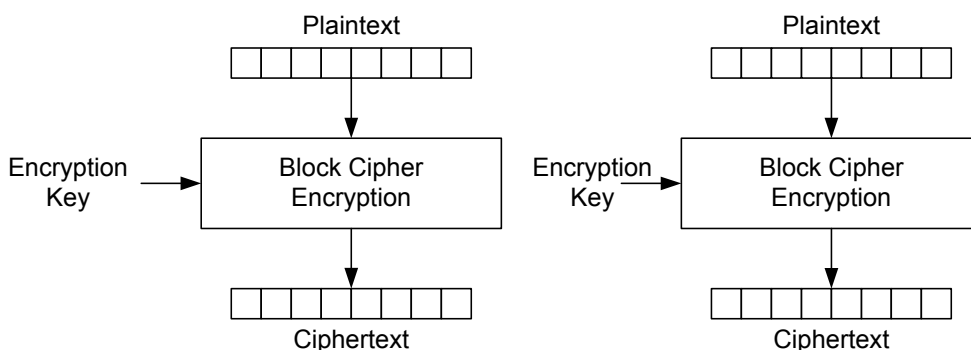 Plaintext
Encryption
Key
Block Cipher
Encryption
Ciphertext
Plaintext
Encryption
Key
Block Cipher
Encryption
Ciphertext